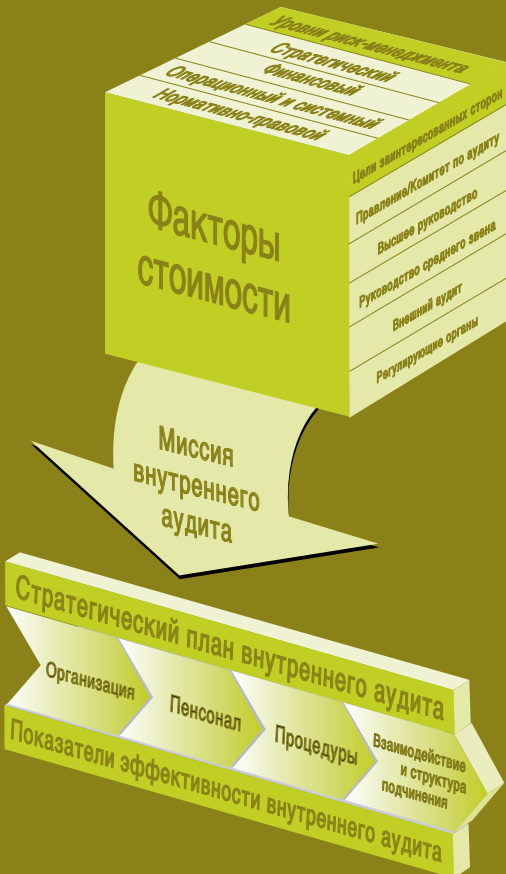 Уровни риск-менеджмента
Стратегический
Финансовый
Операционный и системный
Нормативно-правовой
Цели заинтересованных сторон
Правление/Комитет по аудиту
Высшее руководство
Руководство среднего звена
Внешний аудит
Регулирующие органы
Факторы
стоимости
Миссия
внутреннего
аудита
Стратегический план внутреннего аудита
Организация
Пенсонал
Процедуры
Взаимодействие
и структура
подчинения
Показатели эффективности внутреннего аудита